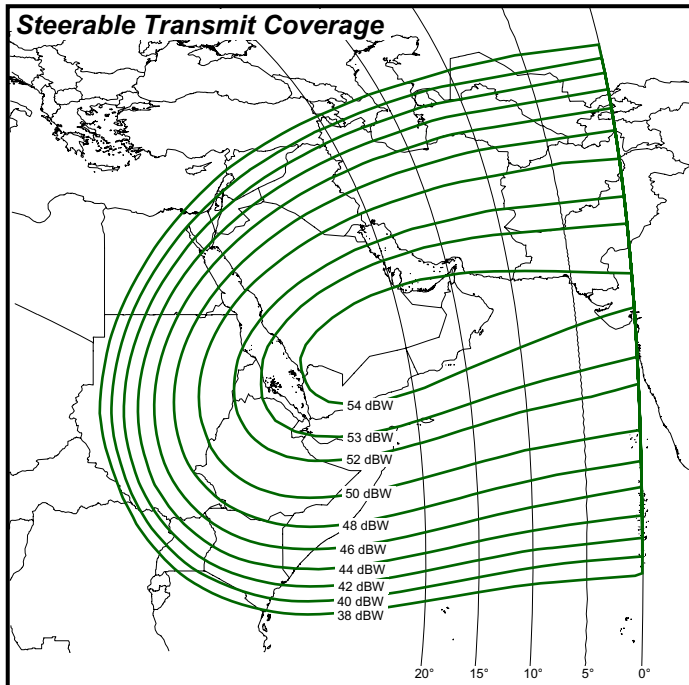 Steerable Transmit Coverage
54 dBW
53 dBW
52 dBW
50 dBW
48 dBW
46 dBW
44 dBW
42 dBW
40 dBW
38 dBW
20° 15° 10° 5° 0°